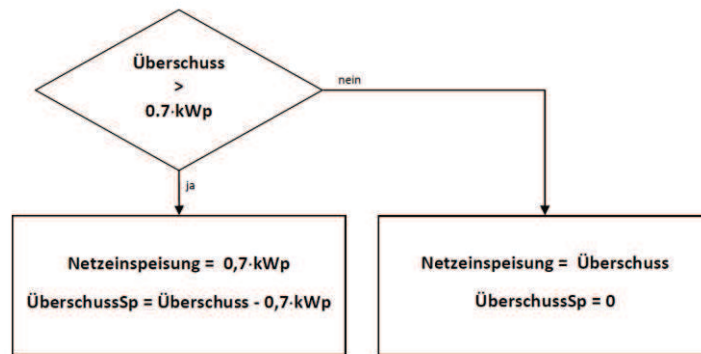 Überschuss
>
0.7·kWp
nein
ja
Netzeinspeisung = 0,7·kWp
ÜberschussSp = Überschuss - 0,7·kWp
Netzeinspeisung = Überschuss
ÜberschussSp = 0